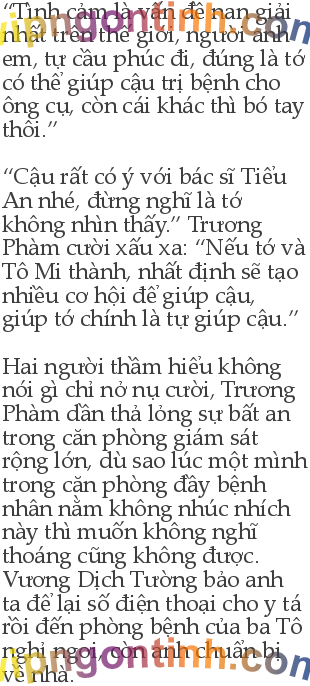 “Tình cảm là vấn đề nan giải
nhất trên thế giới, người anh
em, tự cầu phúc đi, đúng là tớ
có thể giúp cậu trị bệnh cho
ông cụ, còn cái khác thì bó tay
thôi.”
“Cậu rất có ý với bác sĩ Tiểu
An nhé, đừng nghĩ là tớ
không nhìn thấy.” Trương
Phàm cười xấu xa: “Nếu tớ và
Tô Mi thành, nhất định sẽ tạo
nhiều cơ hội để giúp cậu,
giúp tớ chính là tự giúp cậu.”
Hai người thầm hiểu không
nói gì chỉ nở nụ cười, Trương
Phàm dần thả lỏng sự bất an
trong căn phòng giám sát
rộng lớn, dù sao lúc một mình
trong căn phòng đầy bệnh
nhân nằm không nhúc nhích
này thì muốn không nghĩ
thoáng cũng không được.
Vương Dịch Tường bảo anh
ta để lại số điện thoại cho y tá
rồi đến phòng bệnh của bà Tô
nghỉ ngơi, còn anh chuẩn bị
về nhà.
vipngontinh.com
vipngontinh.com